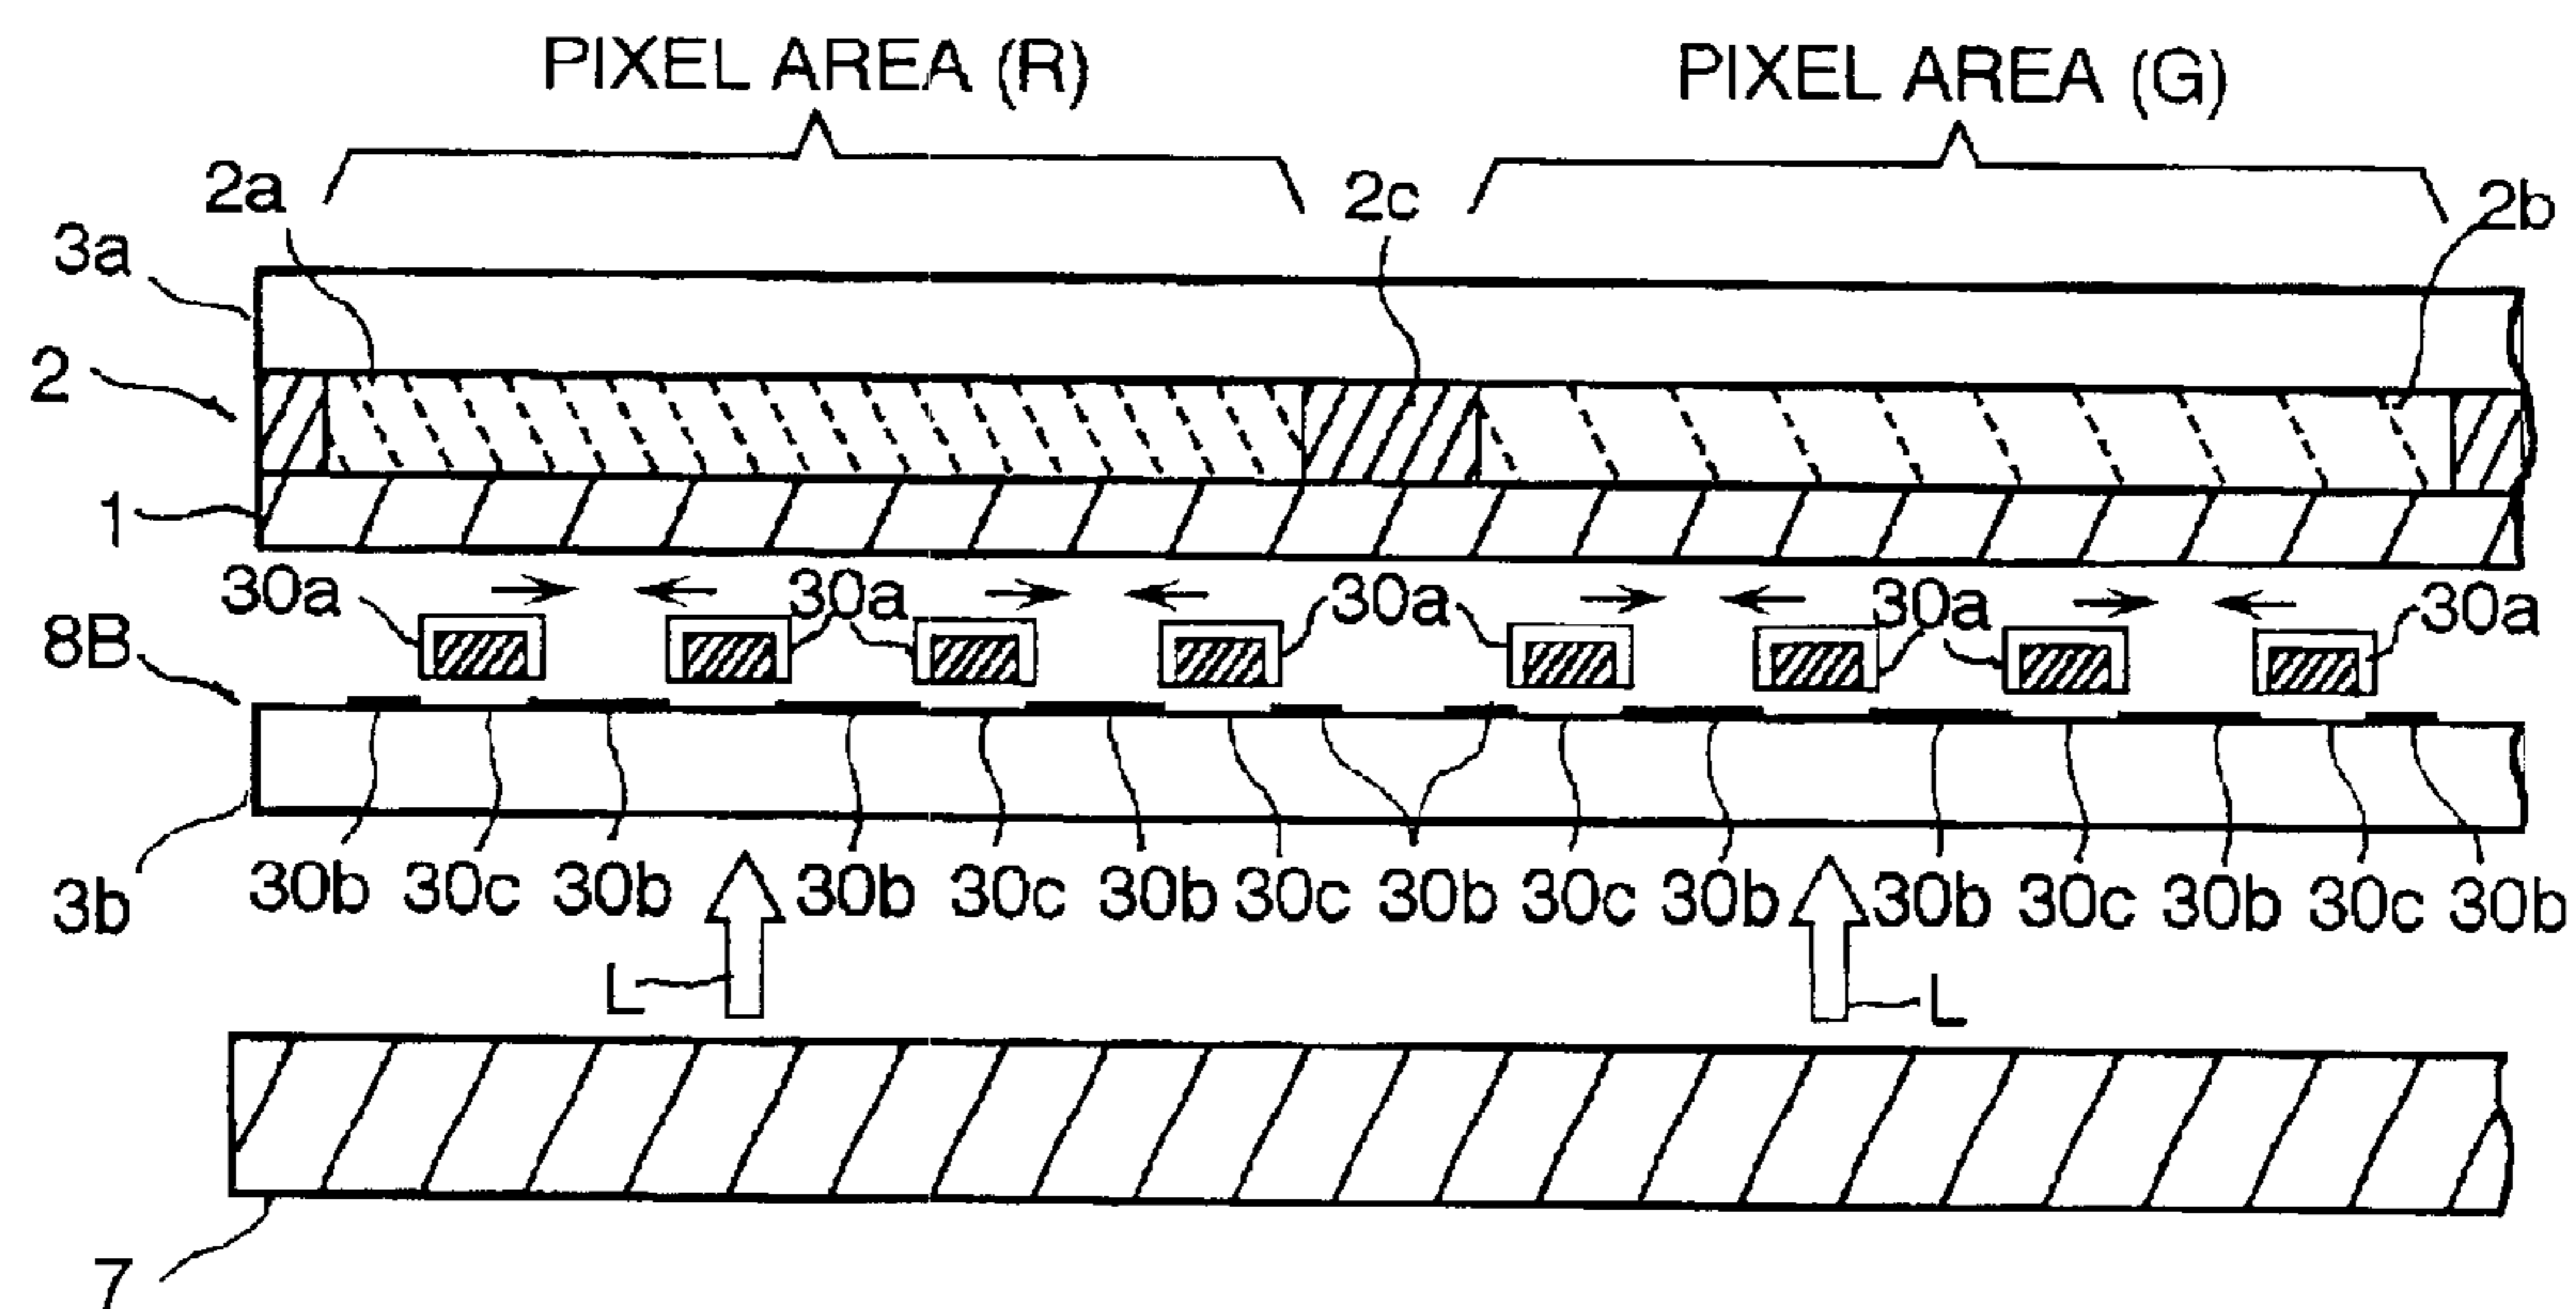 PIXEL AREA (R) PIXEL AREA (G)
2a 2c 2b
3a
2
1
30a 30a 30a 30a 30a 30a
8B
30b 30c 30b 30b 30c 30b 30c 30b 30c 30b 30b 30c 30b 30c 30b
3b
L L
7